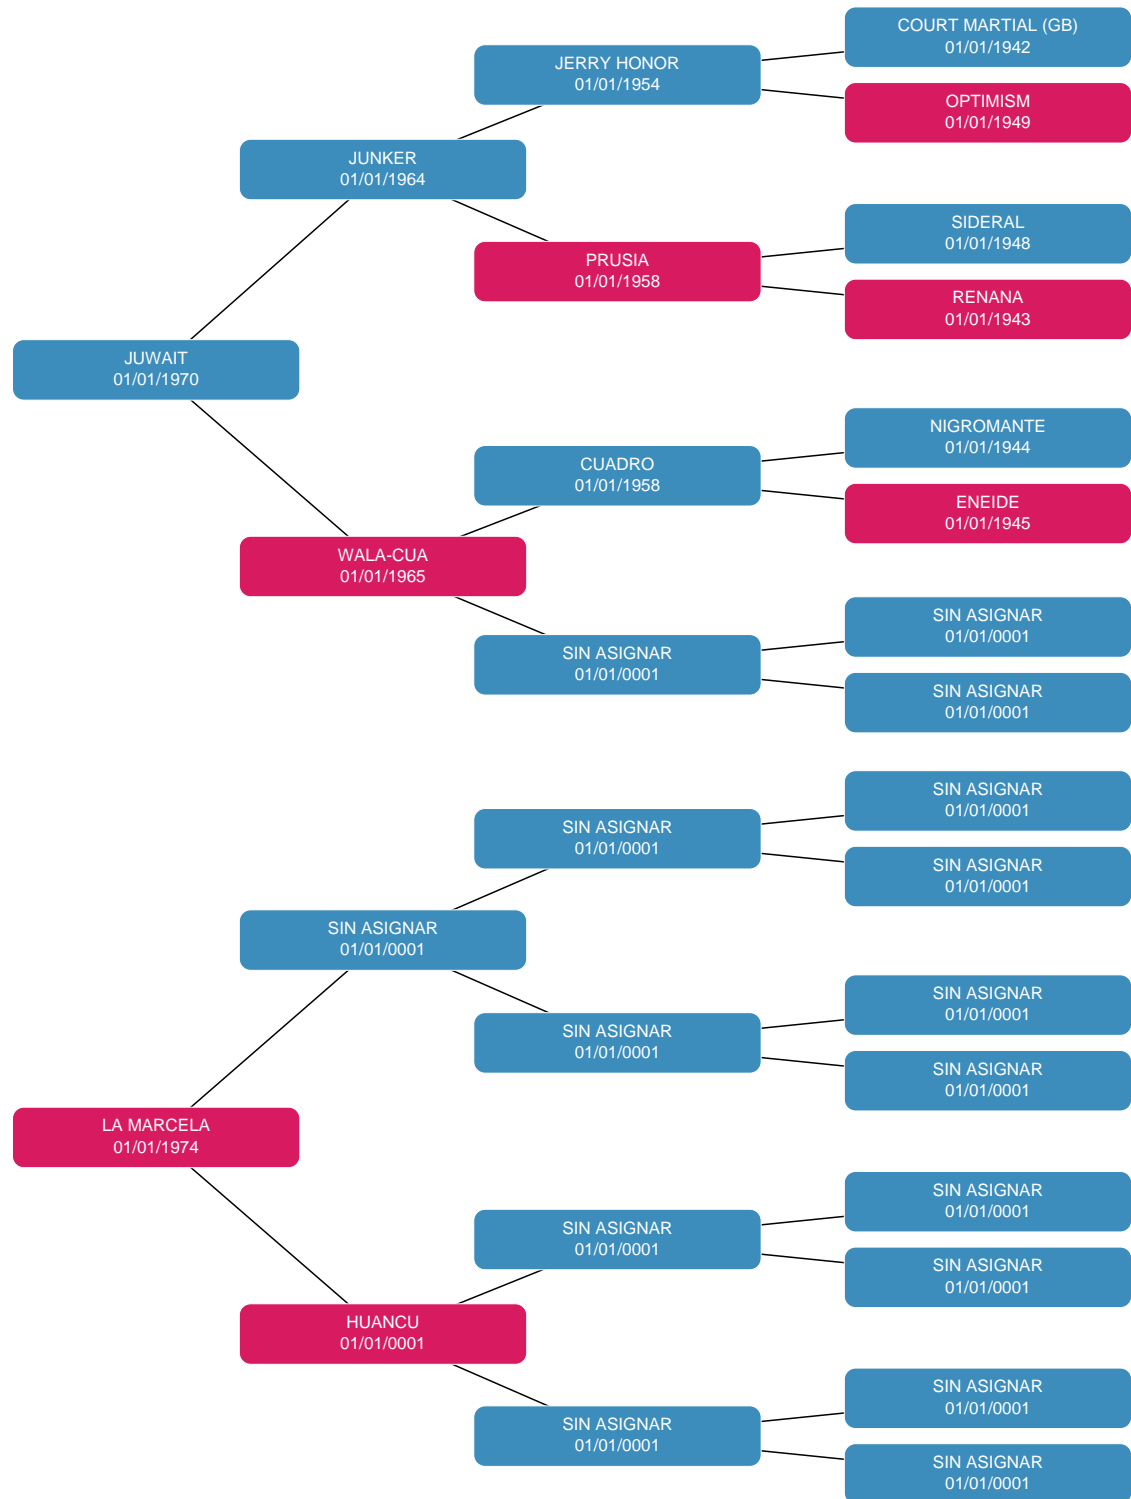 COURT MARTIAL (GB)
01/01/1942
JERRY HONOR
01/01/1954
OPTIMISM
01/01/1949
JUNKER
01/01/1964
SIDERAL
01/01/1948
PRUSIA
01/01/1958
RENANA
01/01/1943
JUWAIT
01/01/1970
NIGROMANTE
01/01/1944
CUADRO
01/01/1958
ENEIDE
01/01/1945
WALA-CUA
01/01/1965
SIN ASIGNAR
01/01/0001
SIN ASIGNAR
01/01/0001
SIN ASIGNAR
01/01/0001
SIN ASIGNAR
01/01/0001
SIN ASIGNAR
01/01/0001
SIN ASIGNAR
01/01/0001
SIN ASIGNAR
01/01/0001
SIN ASIGNAR
01/01/0001
SIN ASIGNAR
01/01/0001
SIN ASIGNAR
01/01/0001
LA MARCELA
01/01/1974
SIN ASIGNAR
01/01/0001
SIN ASIGNAR
01/01/0001
SIN ASIGNAR
01/01/0001
HUANCU
01/01/0001
SIN ASIGNAR
01/01/0001
SIN ASIGNAR
01/01/0001
SIN ASIGNAR
01/01/0001